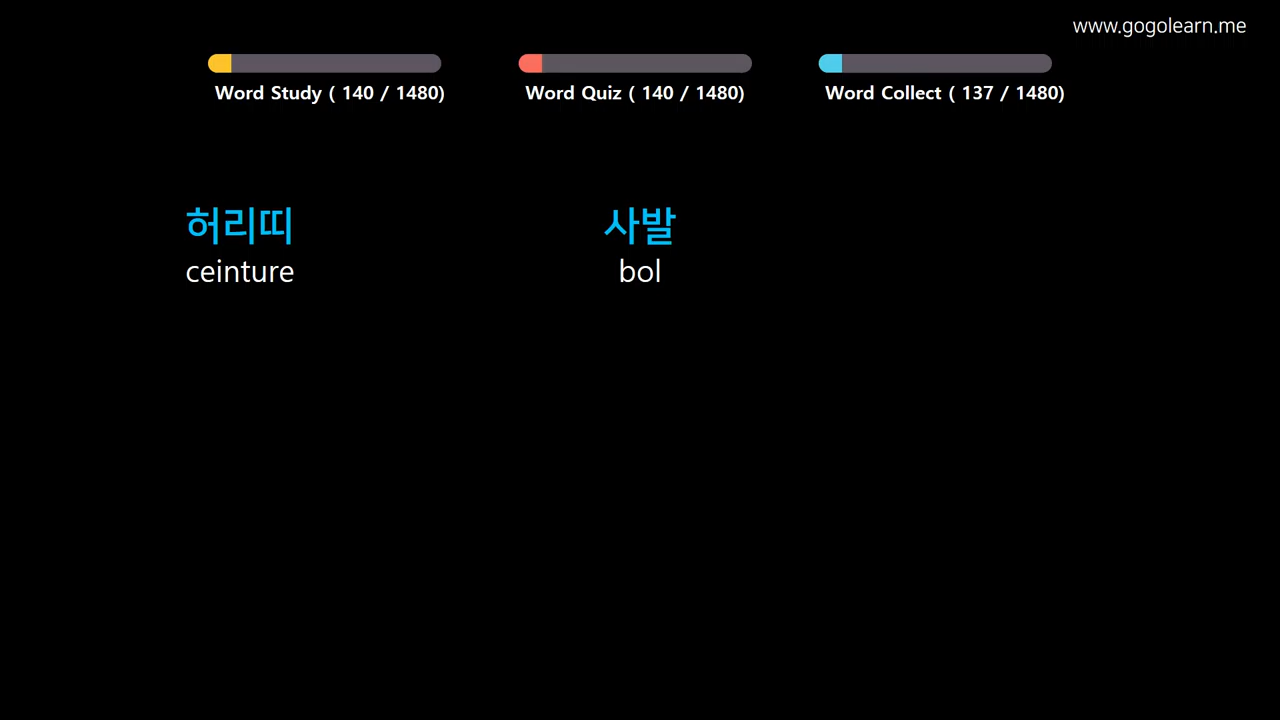 www.gogolearn.me
Word Study ( 140 / 1480)
Word Quiz ( 140 / 1480)
Word Collect ( 137 / 1480)
허리띠
ceinture
사발
bol